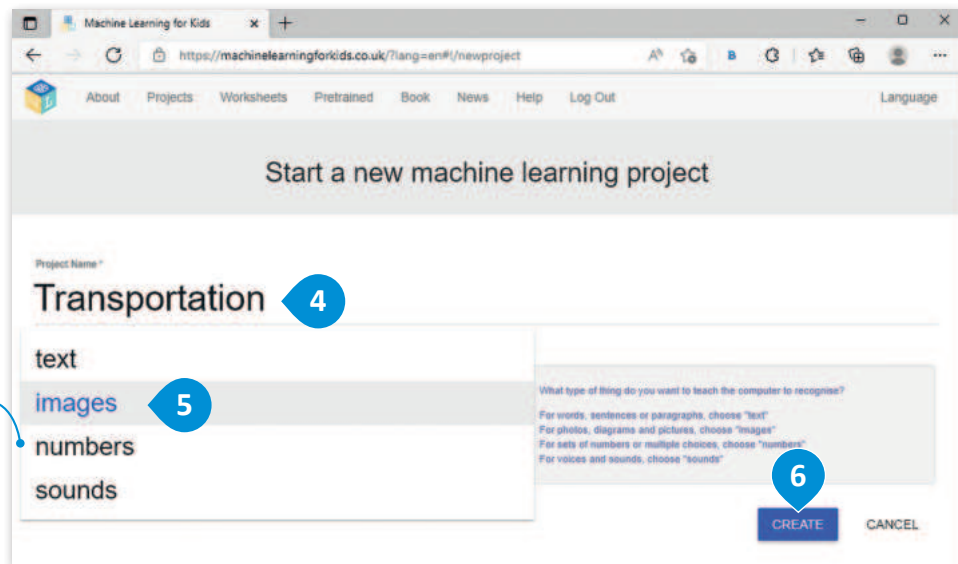 Machine Learning for Kids
https://machinelearningforkids.co.uk/?lang=en#!/newproject
About Projects Worksheets Pretrained Book News Help Log Out Language
Start a new machine learning project
Project Name *
Transportation 4
text
images 5
numbers
sounds
What type of thing do you want to teach the computer to recognise?
For words, sentences or paragraphs, choose "text"
For photos, diagrams and pictures, choose "images"
For sets of numbers or multiple choices, choose "numbers"
For voices and sounds, choose "sounds"
6
CREATE CANCEL